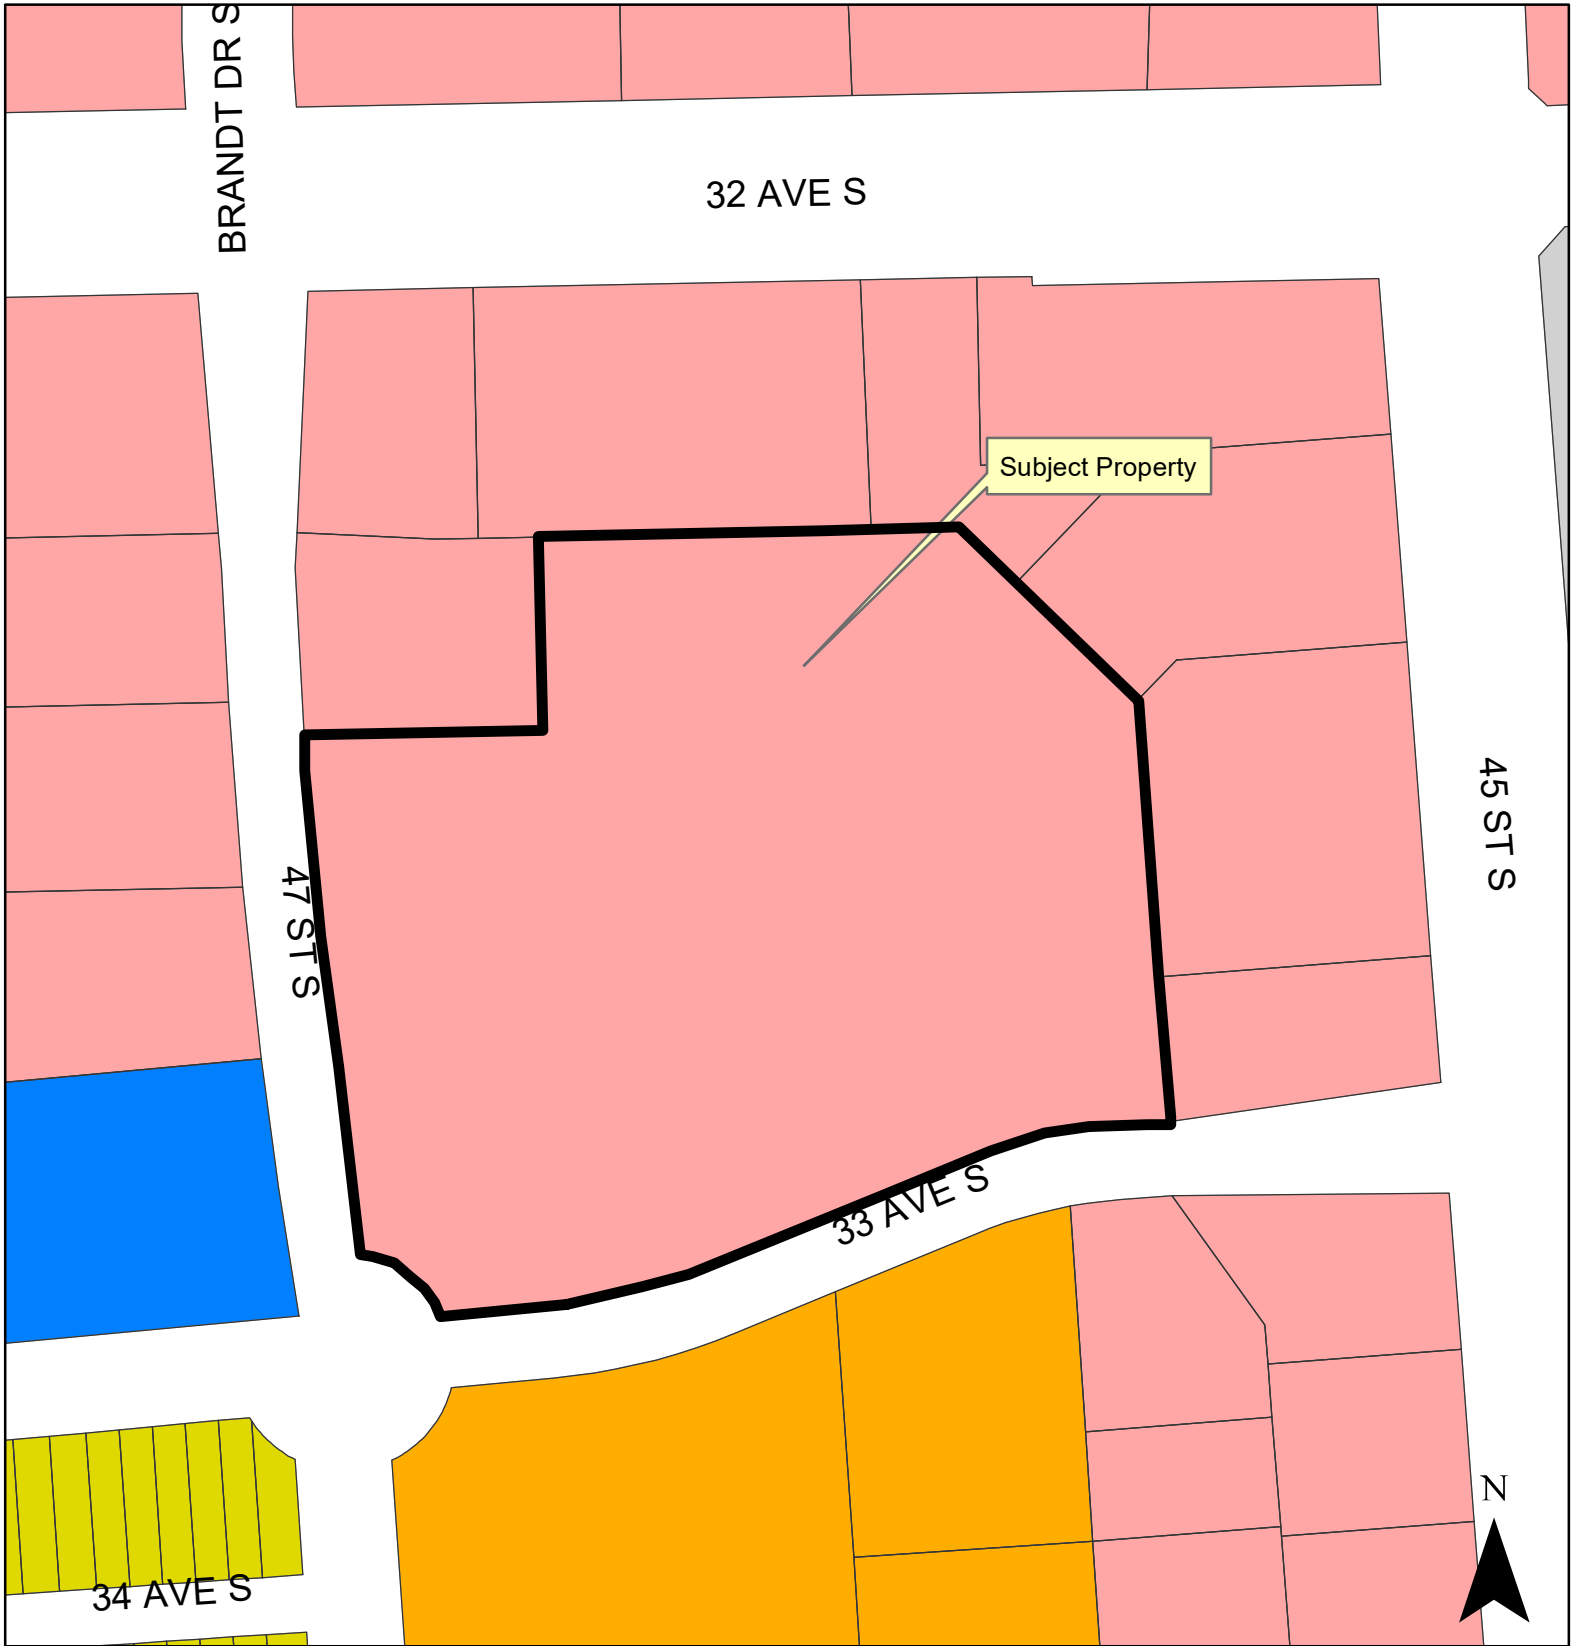 BRANDT DR S
32 AVE S
Subject Property
45 ST S
47 ST S
33 AVE S
N
34 AVE S